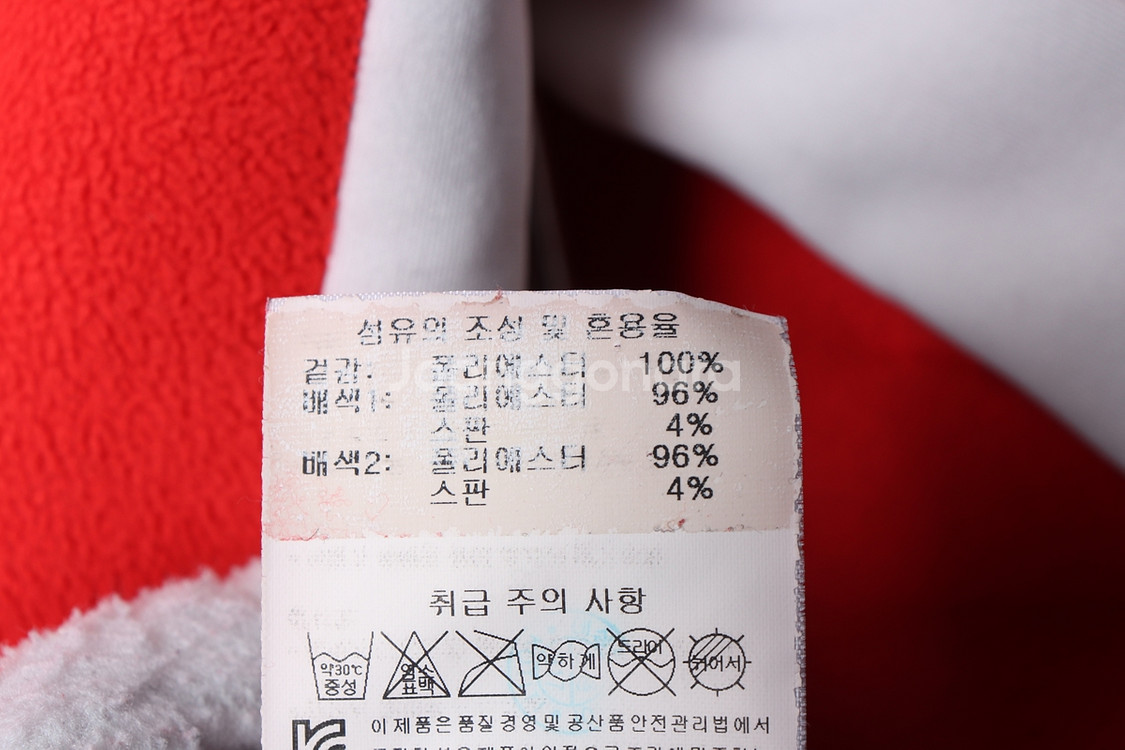 섬유의 조성 및 혼용율
겉감: 폴리에스터 100%
배색1: 폴리에스터 96%
스판 4%
배색2: 폴리에스터 96%
스판 4%
취급 주의 사항
약30℃ 중성
염소 표백
약하게
드라이
뉘어서
이 제품은 품질경영 및 공산품안전관리법에서